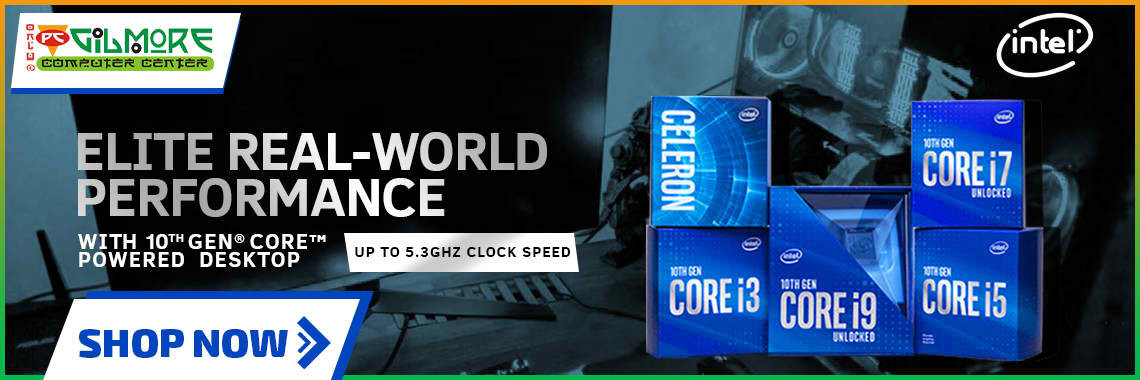 PC GILMORE
COMPUTER CENTER
intel
ELITE REAL-WORLD
PERFORMANCE
WITH 10TH GEN® CORE™
POWERED DESKTOP
UP TO 5.3GHZ CLOCK SPEED
SHOP NOW
intel
CELERON
intel
10TH GEN
CORE i7
UNLOCKED
intel
10TH GEN
CORE i3
intel
10TH GEN
CORE i9
UNLOCKED
intel
10TH GEN
CORE i5